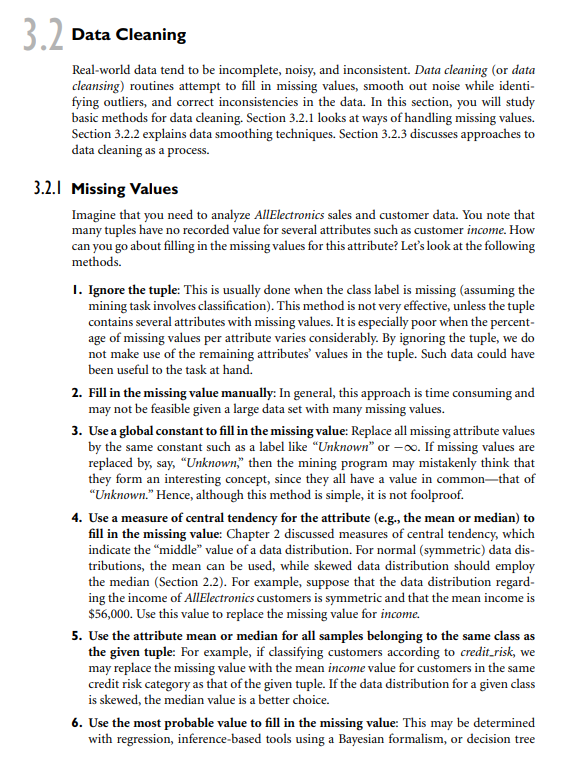 3.2 Data Cleaning
Real-world data tend to be incomplete, noisy, and inconsistent. Data cleaning (or data
cleansing) routines attempt to fill in missing values, smooth out noise while identi-
fying outliers, and correct inconsistencies in the data. In this section, you will study
basic methods for data cleaning. Section 3.2.1 looks at ways of handling missing values.
Section 3.2.2 explains data smoothing techniques. Section 3.2.3 discusses approaches to
data cleaning as a process.
3.2.1 Missing Values
Imagine that you need to analyze AllElectronics sales and customer data. You note that
many tuples have no recorded value for several attributes such as customer income. How
can you go about filling in the missing values for this attribute? Let's look at the following
methods.
1. Ignore the tuple: This is usually done when the class label is missing (assuming the
mining task involves classification). This method is not very effective, unless the tuple
contains several attributes with missing values. It is especially poor when the percent-
age of missing values per attribute varies considerably. By ignoring the tuple, we do
not make use of the remaining attributes' values in the tuple. Such data could have
been useful to the task at hand.
2. Fill in the missing value manually: In general, this approach is time consuming and
may not be feasible given a large data set with many missing values.
3. Use a global constant to fill in the missing value: Replace all missing attribute values
by the same constant such as a label like "Unknown" or −∞. If missing values are
replaced by, say, "Unknown," then the mining program may mistakenly think that
they form an interesting concept, since they all have a value in common—that of
"Unknown." Hence, although this method is simple, it is not foolproof.
4. Use a measure of central tendency for the attribute (e.g., the mean or median) to
fill in the missing value: Chapter 2 discussed measures of central tendency, which
indicate the "middle" value of a data distribution. For normal (symmetric) data dis-
tributions, the mean can be used, while skewed data distribution should employ
the median (Section 2.2). For example, suppose that the data distribution regard-
ing the income of AllElectronics customers is symmetric and that the mean income is
$56,000. Use this value to replace the missing value for income.
5. Use the attribute mean or median for all samples belonging to the same class as
the given tuple: For example, if classifying customers according to credit_risk, we
may replace the missing value with the mean income value for customers in the same
credit risk category as that of the given tuple. If the data distribution for a given class
is skewed, the median value is a better choice.
6. Use the most probable value to fill in the missing value: This may be determined
with regression, inference-based tools using a Bayesian formalism, or decision tree